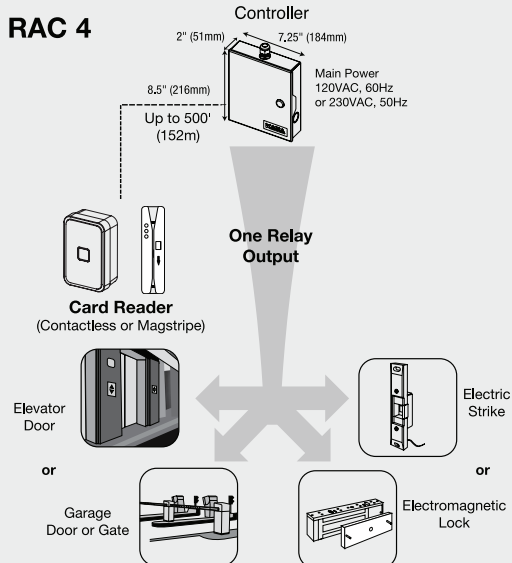 RAC 4
Controller
2" (51mm)
7.25" (184mm)
8.5" (216mm)
Main Power
120VAC, 60Hz
or 230VAC, 50Hz
Up to 500'
(152m)
One Relay
Output
Card Reader
(Contactless or Magstripe)
Elevator
Door
Electric
Strike
or
or
Garage
Door or Gate
Electromagnetic
Lock